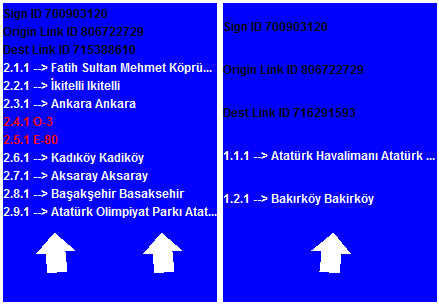 Sign ID 700903120
Origin Link ID 806722729
Dest Link ID 715388610
2.1.1 --> Fatih Sultan Mehmet Köprü...
2.2.1 --> İkitelli Ikitelli
2.3.1 --> Ankara Ankara
2.4.1 O-3
2.5.1 E-80
2.6.1 --> Kadıköy Kadiköy
2.7.1 --> Aksaray Aksaray
2.8.1 --> Başakşehir Basaksehir
2.9.1 --> Atatürk Olimpiyat Parkı Atat...
Sign ID 700903120
Origin Link ID 806722729
Dest Link ID 716291593
1.1.1 --> Atatürk Havalimanı Atatürk ...
1.2.1 --> Bakırköy Bakirköy